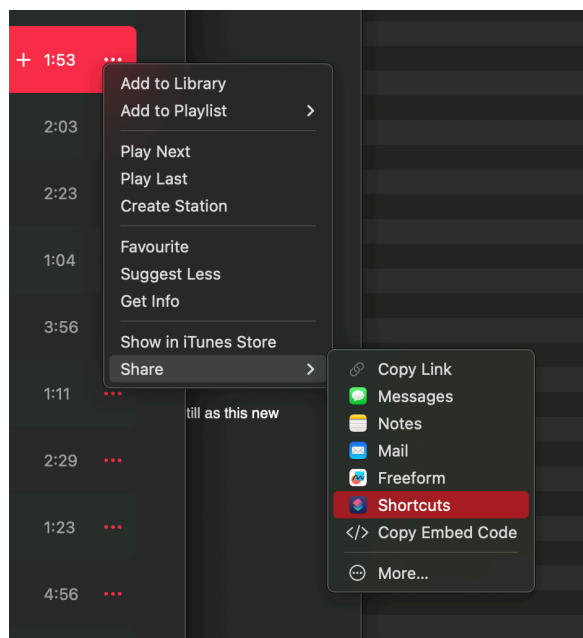 + 1:53 ...
Add to Library
Add to Playlist >
Play Next
Play Last
Create Station
Favourite
Suggest Less
Get Info
Show in iTunes Store
Share >
Copy Link
Messages
Notes
Mail
Freeform
Shortcuts
</> Copy Embed Code
More...
2:03
2:23
1:04
3:56
1:11 ...
till as this new
2:29 ...
1:23 ...
4:56 ...